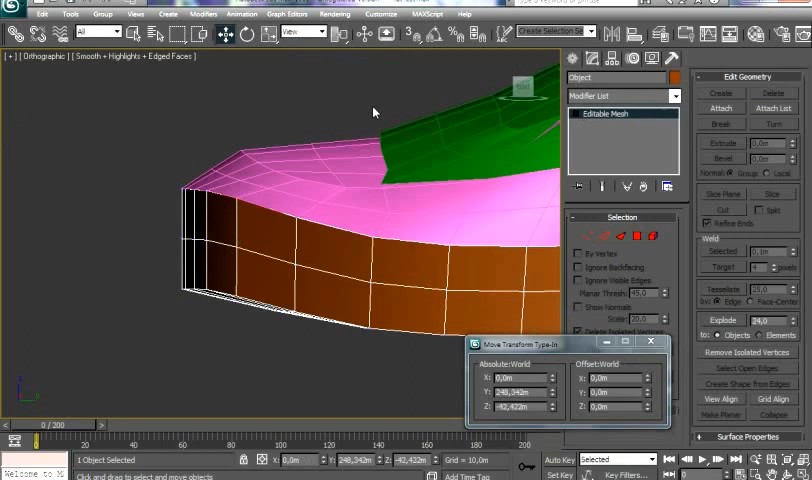 Edit Tools Group Views Create Modifiers Animation Graph Editors Rendering Customize MAXScript Help
All View 3 Create Selection Se
[ + ] [ Orthographic ] [ Smooth + Highlights + Edged Faces ]
Object
Modifier List
Editable Mesh
Selection
By Vertex
Ignore Backfacing
Ignore Visible Edges
Planar Thresh: 45,0
Show Normals
Scale: 20,0
Delete Isolated Vertices
Edit Geometry
Create Delete
Attach Attach List
Break Turn
Extrude 0,0m
Bevel 0,0m
Normal: Group Local
Slice Plane Slice
Cut Split
Refine Ends
Weld
Selected 0,1m
Target 4 pixels
Tessellate 25,0
by: Edge Face-Center
Explode 24,0
to: Objects Elements
Remove Isolated Vertices
Select Open Edges
Create Shape from Edges
View Align Grid Align
Make Planar Collapse
Surface Properties
Move Transform Type-In
Absolute:World Offset:World
X: 0,0m X: 0,0m
Y: 248,342m Y: 0,0m
Z: -42,422m Z: 0,0m
0 / 200
0 20 40 60 80 100 120 140 160 180 200
1 Object Selected X: 0,0m Y: 248,342m Z: -42,422m Grid = 10,0m Auto Key Selected
Welcome to M Click and drag to select and move objects Add Time Tag Set Key Key Filters... 0